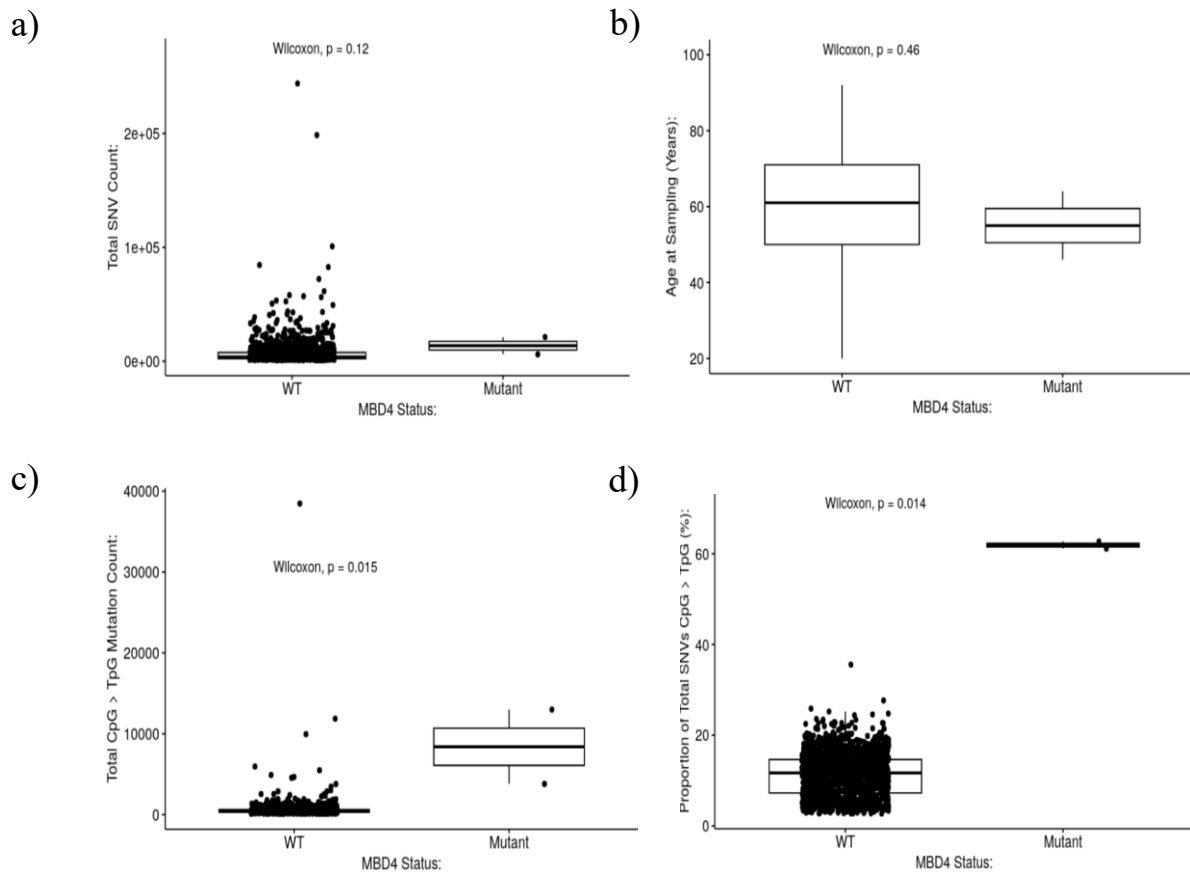 a)
Wilcoxon, p = 0.12
Total SNV Count:
2e+05
1e+05
0e+00
WT
Mutant
MBD4 Status:
b)
Wilcoxon, p = 0.46
Age at Sampling (Years):
100
80
60
40
20
WT
Mutant
MBD4 Status:
c)
Wilcoxon, p = 0.015
Total CpG > TpG Mutation Count:
40000
30000
20000
10000
0
WT
Mutant
MBD4 Status:
d)
Wilcoxon, p = 0.014
Proportion of Total SNVs CpG > TpG (%):
60
40
20
0
WT
Mutant
MBD4 Status: